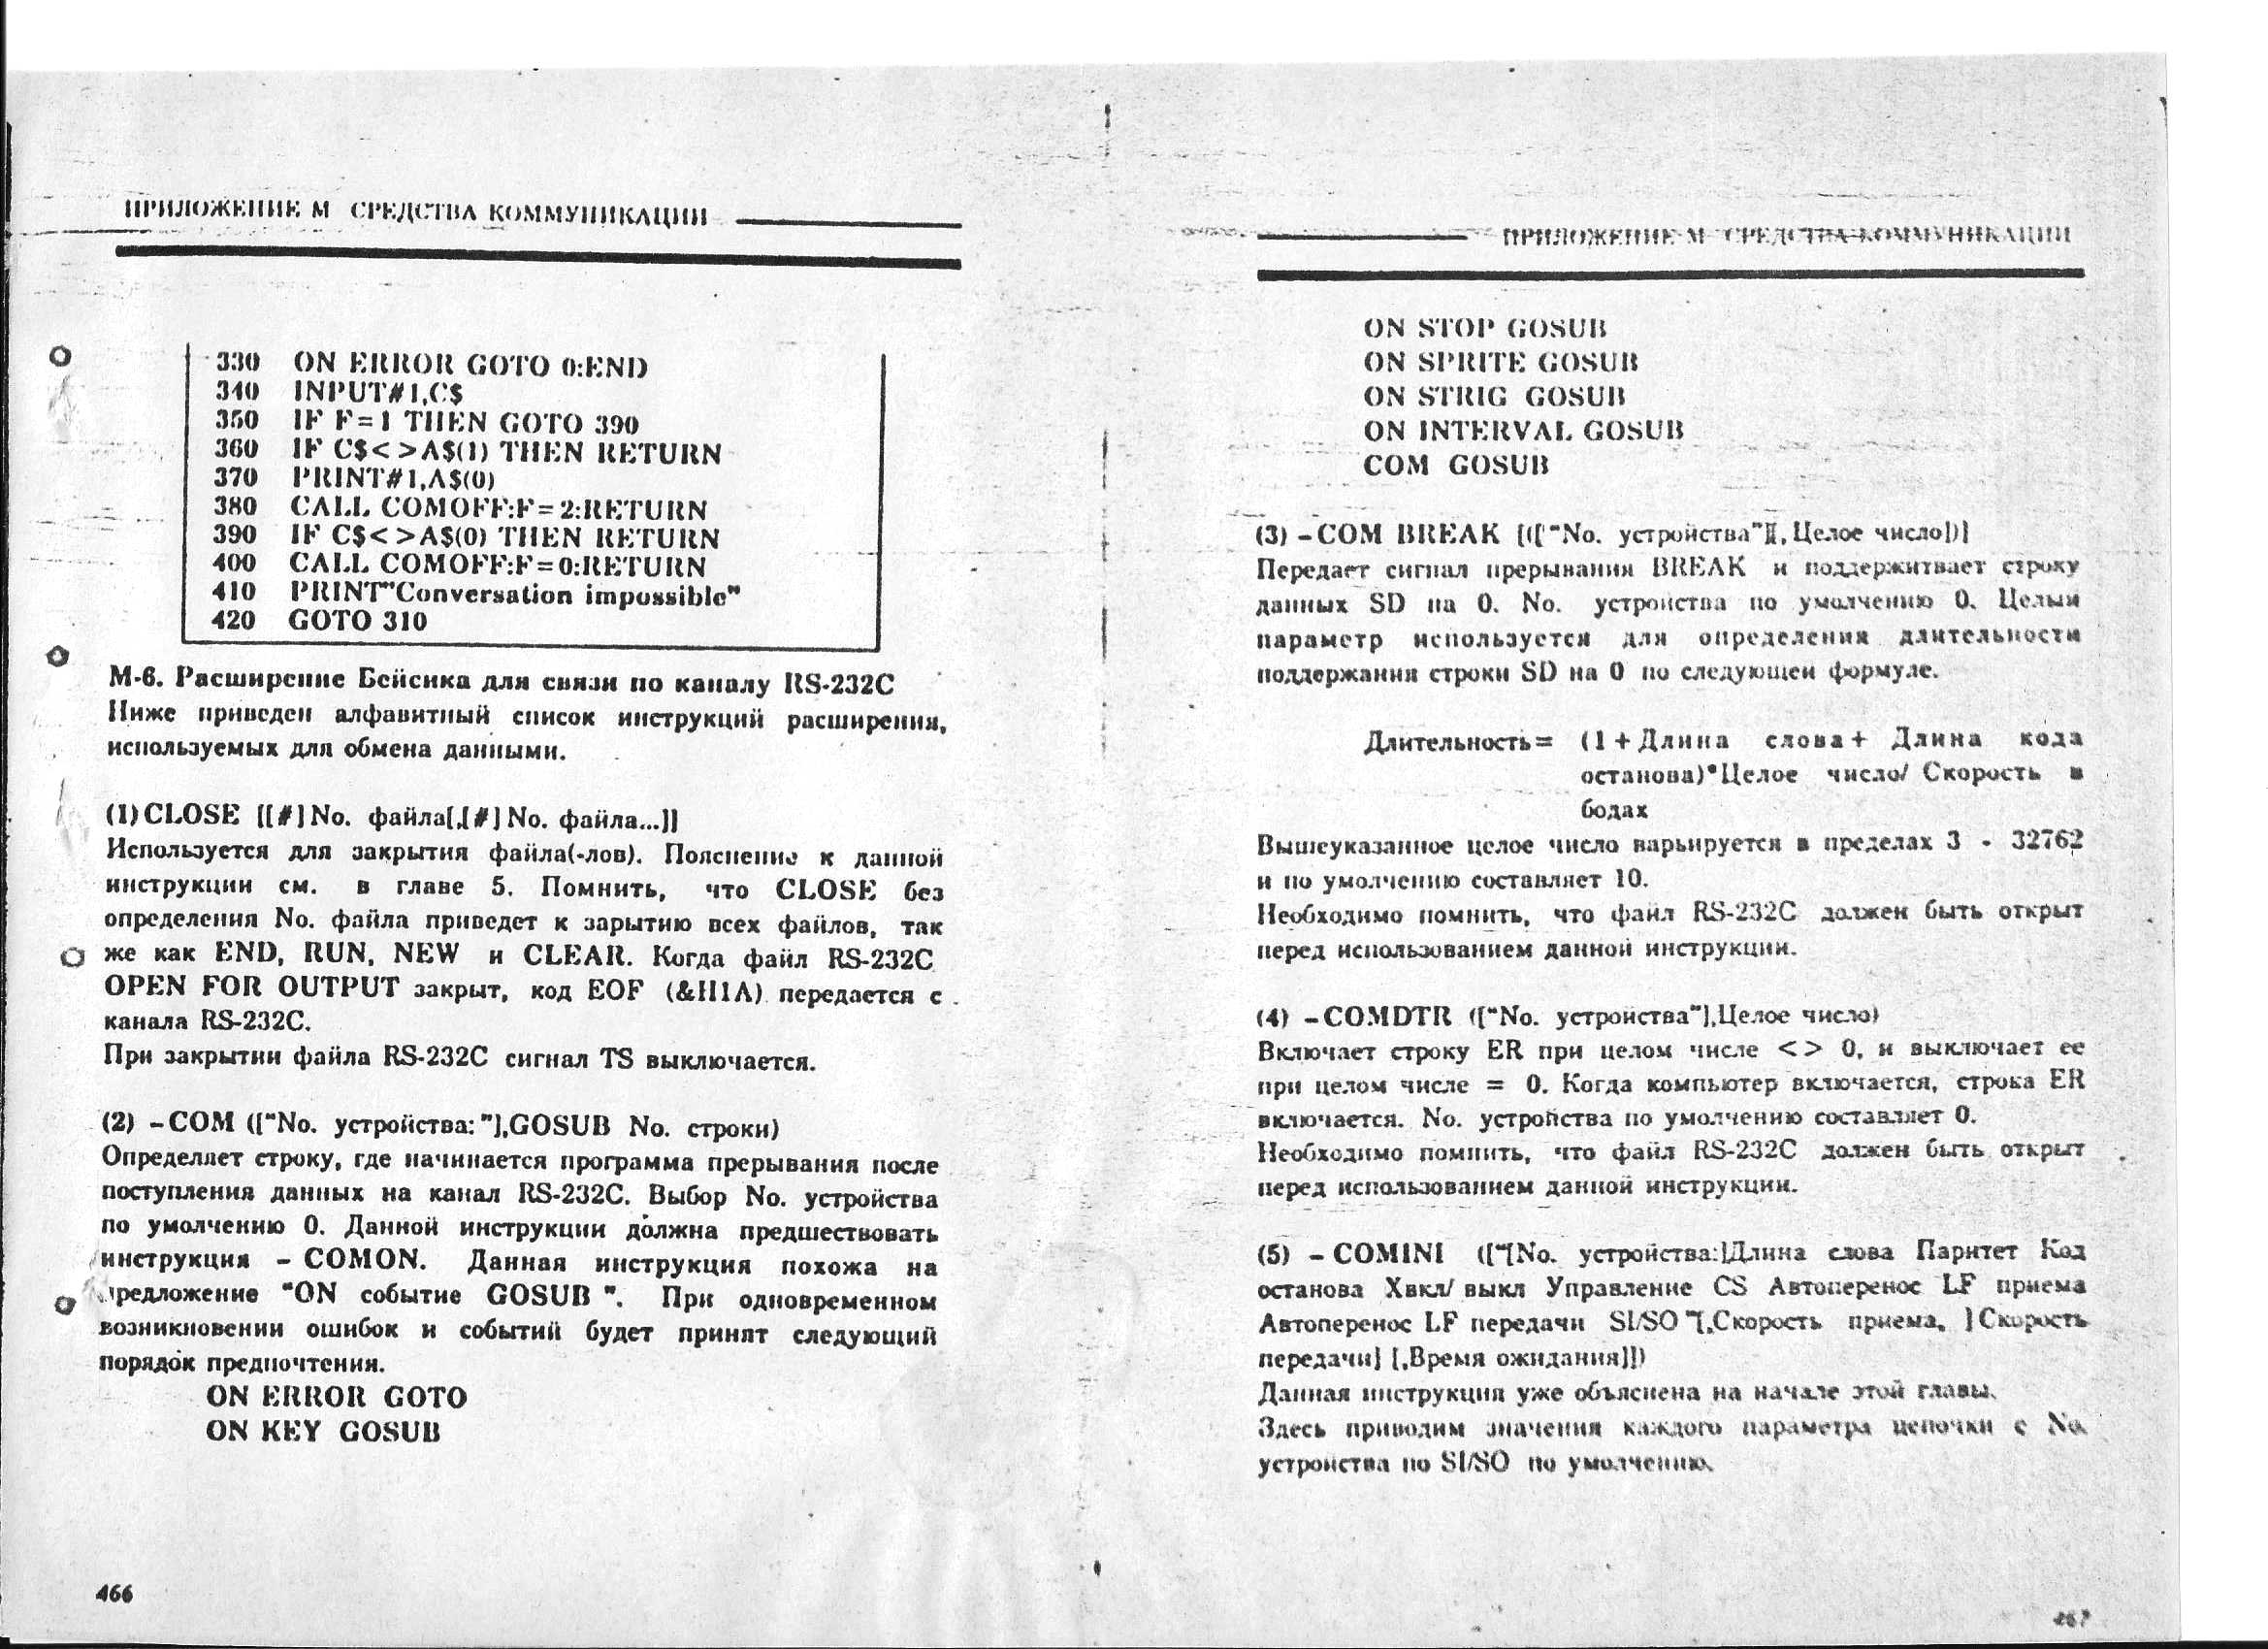 ПРИЛОЖЕНИЕ М СРЕДСТВА КОММУНИКАЦИИ
330 ON ERROR GOTO 0:END
340 INPUT#1,C$
350 IF F=1 THEN GOTO 390
360 IF C$<>A$(1) THEN RETURN
370 PRINT#1,A$(0)
380 CALL COMOFF:F=2:RETURN
390 IF C$<>A$(0) THEN RETURN
400 CALL COMOFF:F=0:RETURN
410 PRINT"Conversation impossible"
420 GOTO 310
М-6. Расширение Бейсика для связи по каналу RS-232C
Ниже приведен алфавитный список инструкций расширения,
используемых для обмена данными.
(1)CLOSE [[#]No. файла[,[#]No. файла...]]
Используется для закрытия файла(-лов). Пояснение к данной
инструкции см. в главе 5. Помнить, что CLOSE без
определения No. файла приведет к зарытию всех файлов, так
же как END, RUN, NEW и CLEAR. Когда файл RS-232C
OPEN FOR OUTPUT закрыт, код EOF (&H1A) передается с
канала RS-232C.
При закрытии файла RS-232C сигнал TS выключается.
(2) -COM (["No. устройства: "],GOSUB No. строки)
Определяет строку, где начинается программа прерывания после
поступления данных на канал RS-232C. Выбор No. устройства
по умолчению 0. Данной инструкции должна предшествовать
инструкция - COMON. Данная инструкция похожа на
предложение "ON событие GOSUB ". При одновременном
возникновении ошибок и событий будет принят следующий
порядок предпочтения.
ON ERROR GOTO
ON KEY GOSUB
466
ПРИЛОЖЕНИЕ М СРЕДСТВА КОММУНИКАЦИИ
ON STOP GOSUB
ON SPRITE GOSUB
ON STRIG GOSUB
ON INTERVAL GOSUB
COM GOSUB
(3) -COM BREAK [(["No. устройства"][,Целое число])]
Передает сигнал прерывания BREAK и поддержитвает строку
данных SD на 0. No. устройства по умолчению 0. Целый
параметр используется для определения длительности
поддержания строки SD на 0 по следующей формуле.
Длительность= (1+Длина слова+ Длина кода
останова)*Целое число/ Скорость в
бодах
Вышеуказанное целое число варьируется в пределах 3 - 32762
и по умолчению составляет 10.
Необходимо помнить, что файл RS-232C должен быть открыт
перед использованием данной инструкции.
(4) -COMDTR (["No. устройства"],Целое число)
Включает строку ER при целом числе <> 0, и выключает ее
при целом числе = 0. Когда компьютер включается, строка ER
включается. No. устройства по умолчению составляет 0.
Необходимо помнить, что файл RS-232C должен быть открыт
перед использованием данной инструкции.
(5) - COMINI (["[No. устройства:]Длина слова Паритет Код
останова Xвкл/ выкл Управление CS Автоперенос LF приема
Автоперенос LF передачи SI/SO "[,Скорость приема, ]Скорость
передачи] [,Время ожидания]])
Данная инструкция уже объяснена на начале этой главы.
Здесь приводим значения каждого параметра цепочки с No.
устройства по SI/SO по умолчению.
467